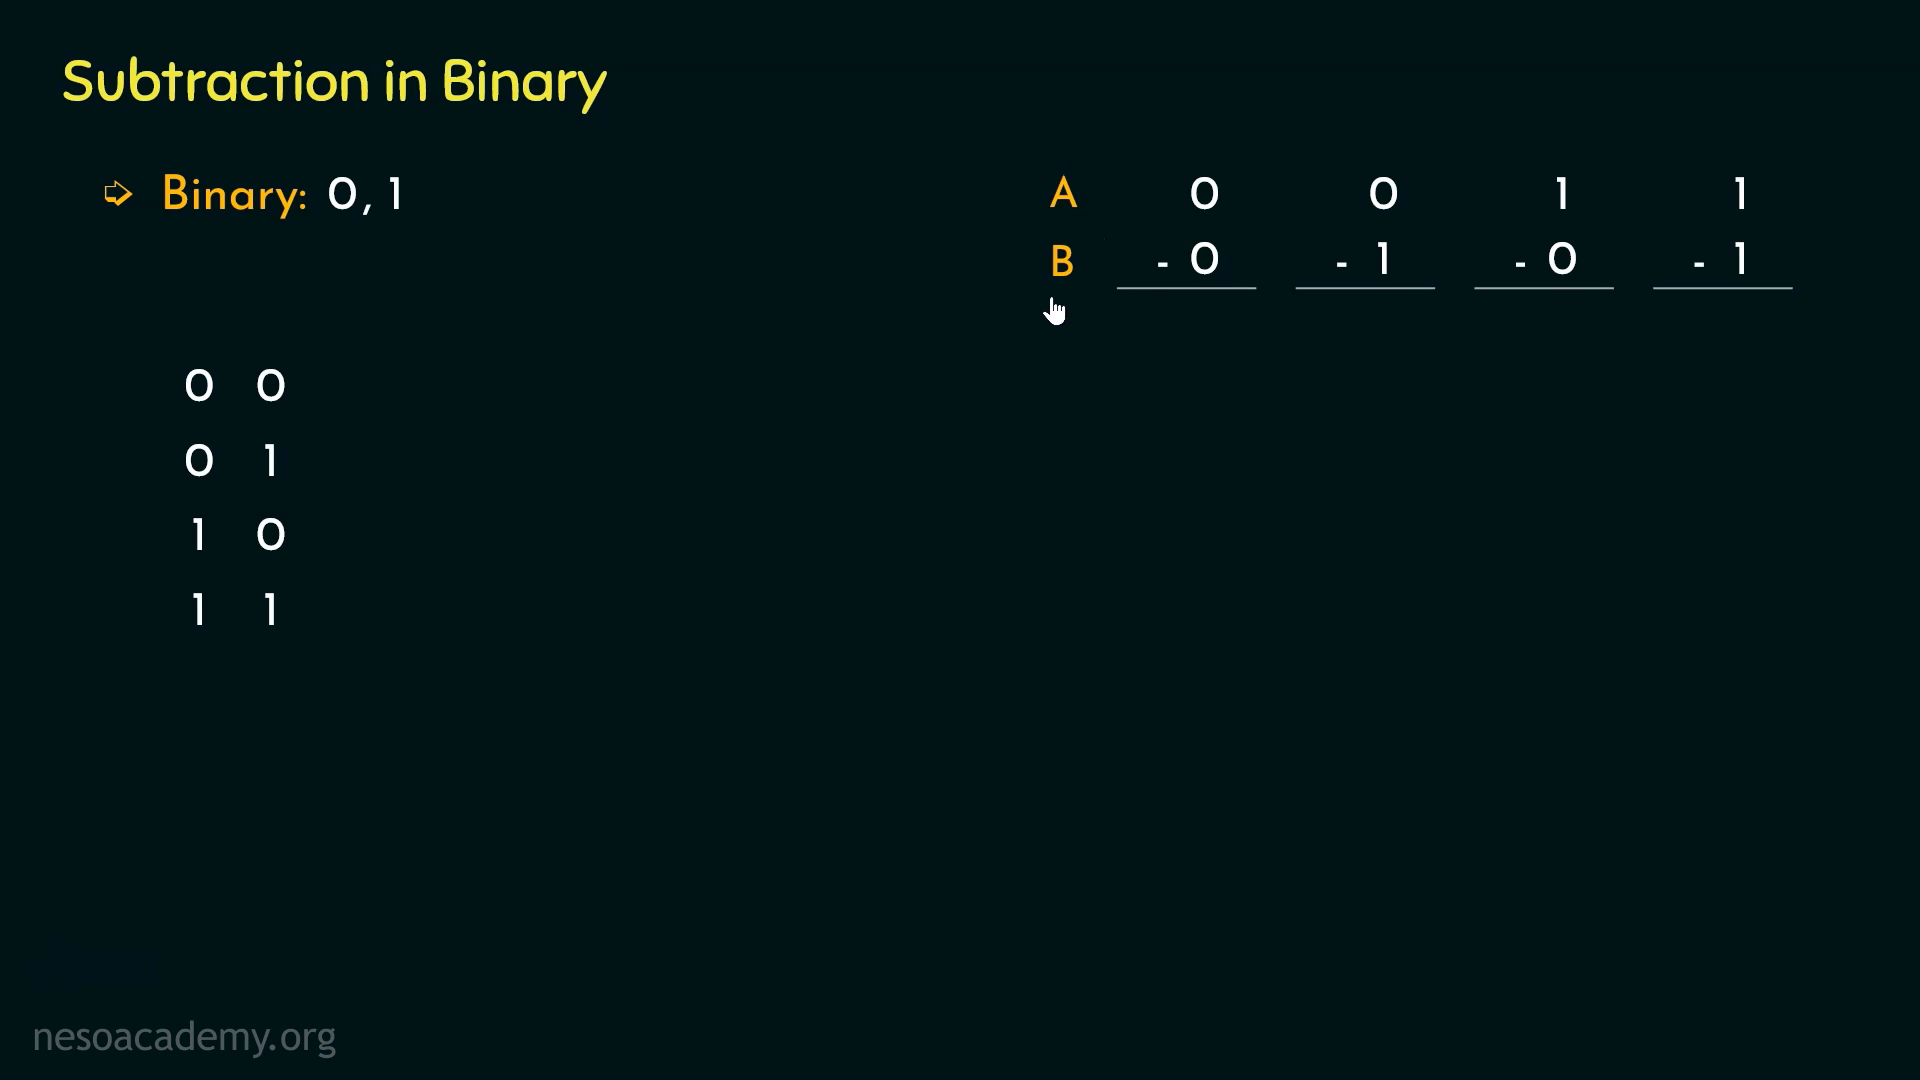 Subtraction in Binary
➩ Binary: 0, 1
A 0 0 1 1
B - 0 - 1 - 0 - 1
0 0
0 1
1 0
1 1
nesoacademy.org